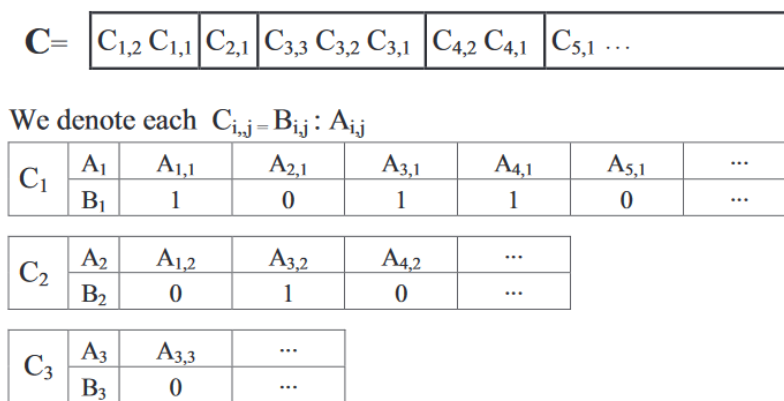 C= C1,2 C1,1 C2,1 C3,3 C3,2 C3,1 C4,2 C4,1 C5,1 ...
We denote each Ci,,j = Bi,j : Ai,j
C1 A1 A1,1 A2,1 A3,1 A4,1 A5,1 ...
B1 1 0 1 1 0 ...
C2 A2 A1,2 A3,2 A4,2 ...
B2 0 1 0 ...
C3 A3 A3,3 ...
B3 0 ...